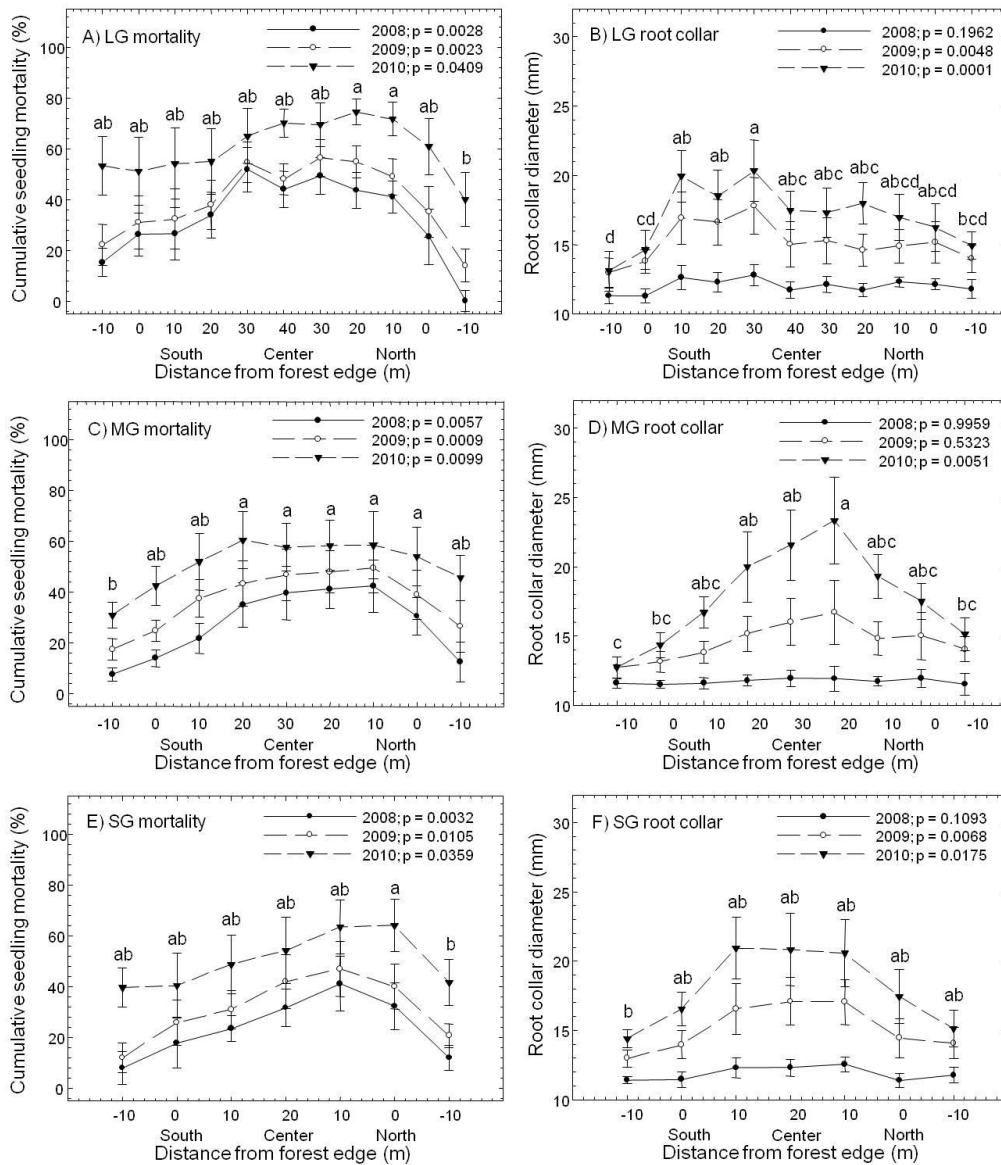 A) LG mortality
2008; p = 0.0028
2009; p = 0.0023
2010; p = 0.0409
Cumulative seedling mortality (%)
100
80
60
40
20
0
ab ab ab ab ab ab ab a a ab b
-10 0 10 20 30 40 30 20 10 0 -10
South Center North
Distance from forest edge (m)
B) LG root collar
2008; p = 0.1962
2009; p = 0.0048
2010; p = 0.0001
Root collar diameter (mm)
30
25
20
15
10
d cd ab ab a abc abc abc abcd abcd bcd
-10 0 10 20 30 40 30 20 10 0 -10
South Center North
Distance from forest edge (m)
C) MG mortality
2008; p = 0.0057
2009; p = 0.0009
2010; p = 0.0099
Cumulative seedling mortality (%)
100
80
60
40
20
0
b ab ab a a a a a ab
-10 0 10 20 30 20 10 0 -10
South Center North
Distance from forest edge (m)
D) MG root collar
2008; p = 0.9959
2009; p = 0.5323
2010; p = 0.0051
Root collar diameter (mm)
30
25
20
15
10
c bc abc ab ab a abc abc bc
-10 0 10 20 30 20 10 0 -10
South Center North
Distance from forest edge (m)
E) SG mortality
2008; p = 0.0032
2009; p = 0.0105
2010; p = 0.0359
Cumulative seedling mortality (%)
100
80
60
40
20
0
ab ab ab ab ab a b
-10 0 10 20 10 0 -10
South Center North
Distance from forest edge (m)
F) SG root collar
2008; p = 0.1093
2009; p = 0.0068
2010; p = 0.0175
Root collar diameter (mm)
30
25
20
15
10
b ab ab ab ab ab ab
-10 0 10 20 10 0 -10
South Center North
Distance from forest edge (m)